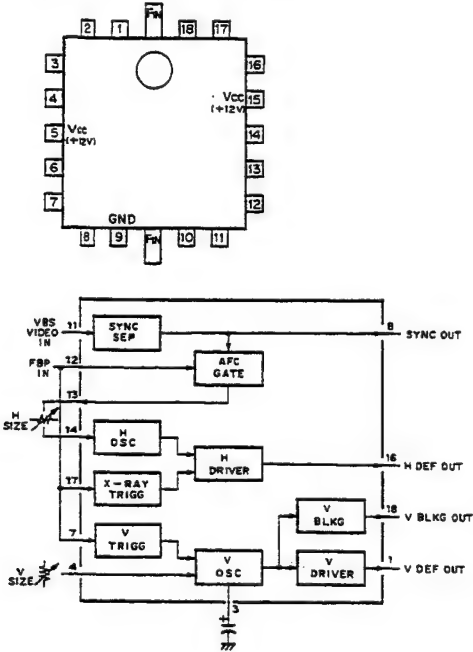 FIN
2 1 18 17
3 16
4 VCC 15
(+12V)
5 VCC 14
(+12V)
6 13
7 12
GND
8 9 FIN 10 11
VBS
VIDEO
IN
11
SYNC
SEP
8
SYNC OUT
FBP
IN
12
AFC
GATE
13
H
SIZE
14
H
OSC
H
DRIVER
16
H DEF OUT
17
X-RAY
TRIGG
V
BLKG
18
V BLKG OUT
7
V
TRIGG
V
SIZE
4
V
OSC
V
DRIVER
1
V DEF OUT
3
+